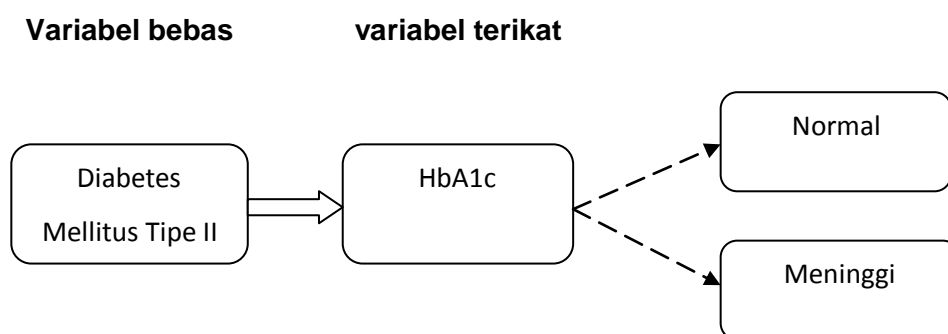 Variabel bebas
variabel terikat
Diabetes
Mellitus Tipe II
HbA1c
Normal
Meninggi